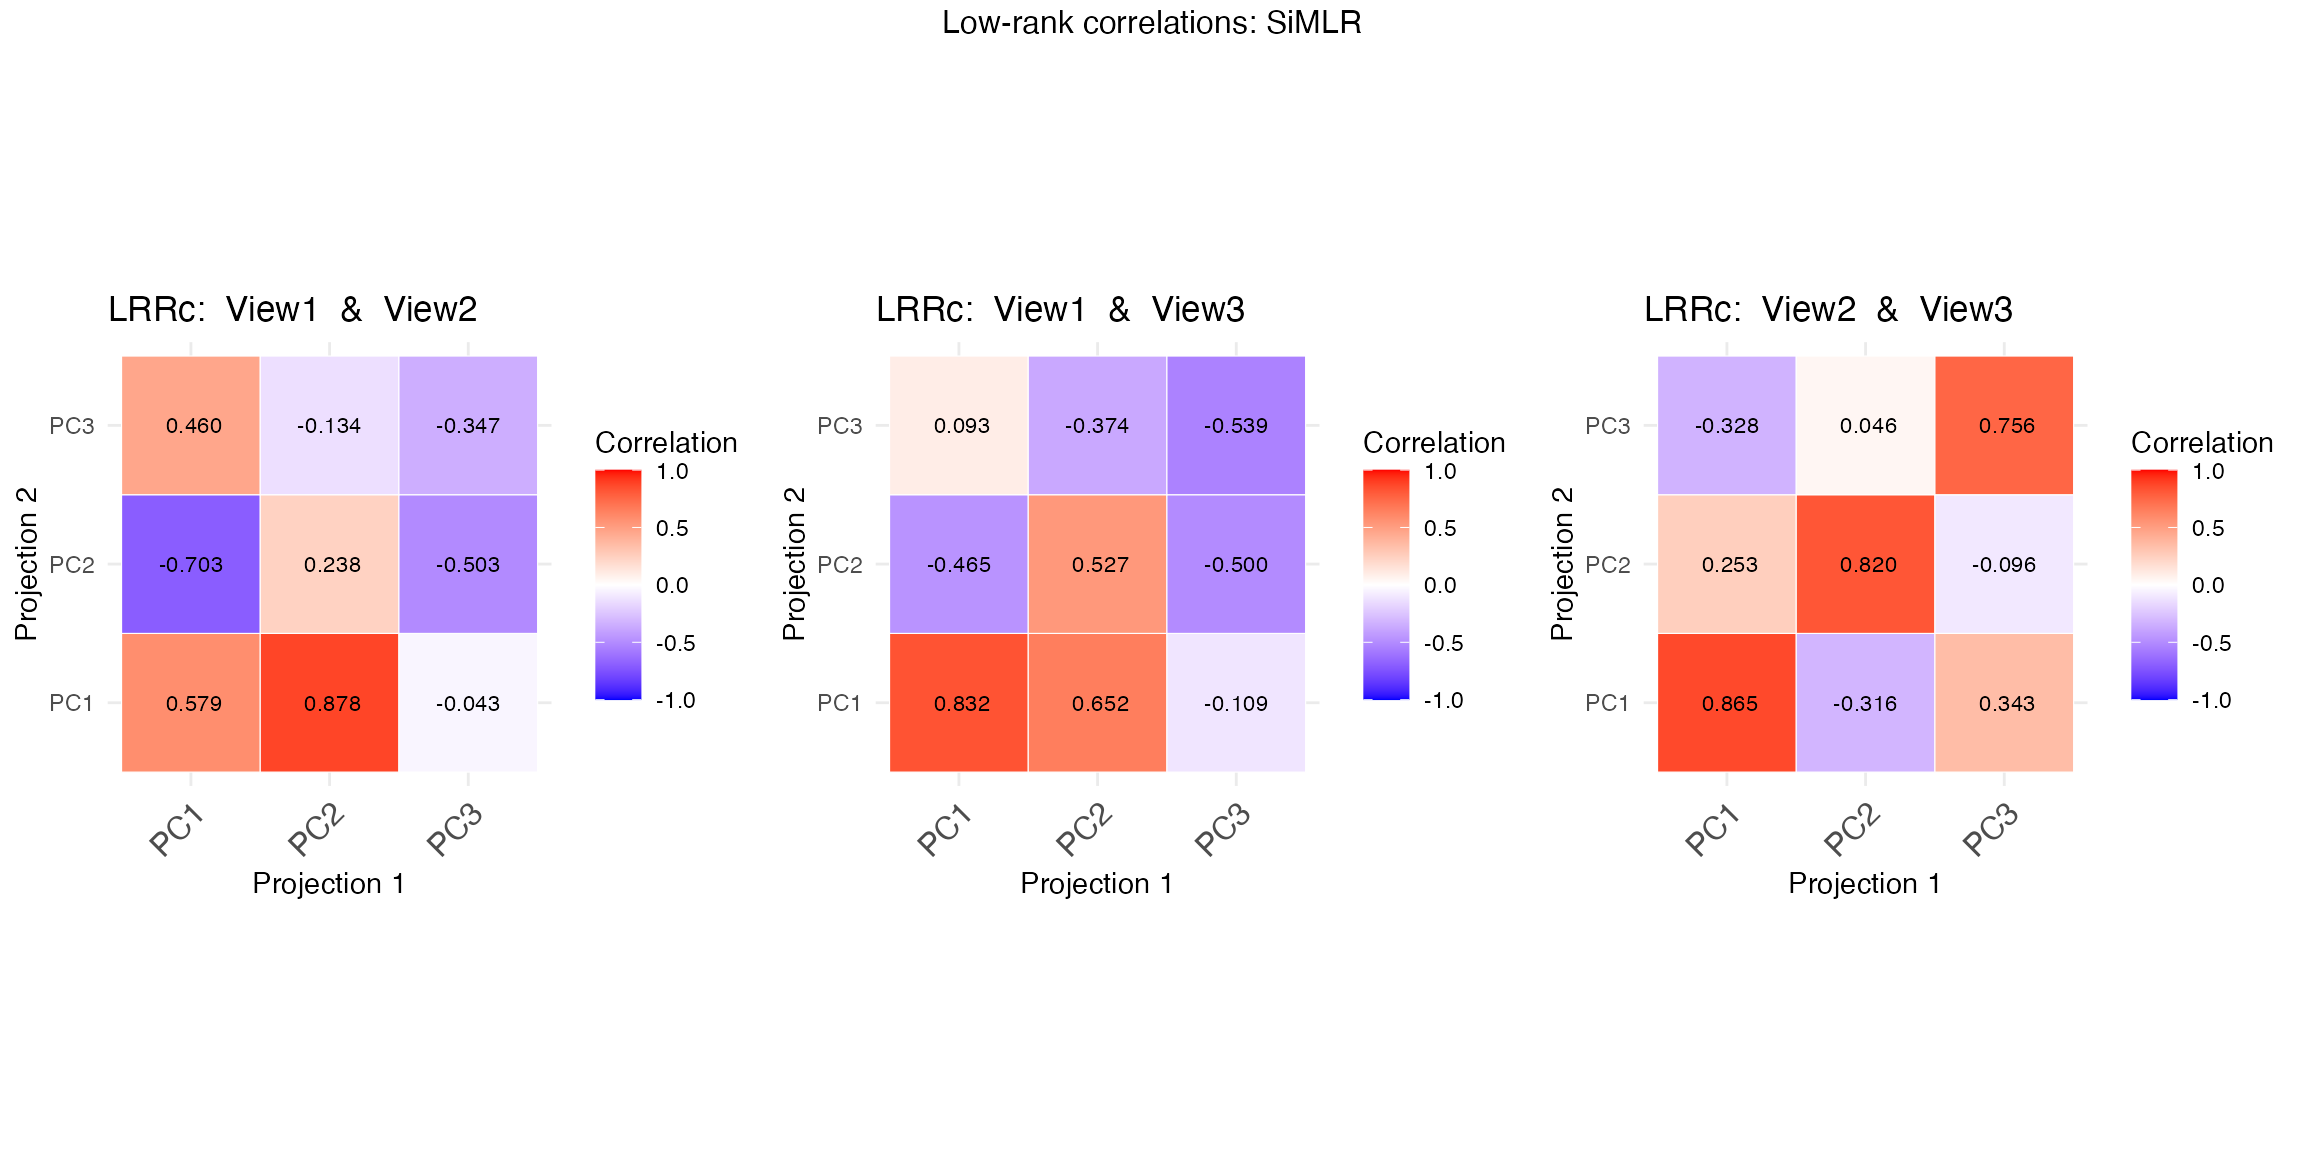 Low-rank correlations: SiMLR
LRRc: View1 & View2
PC3
0.460 -0.134 -0.347
PC2
-0.703 0.238 -0.503
PC1
0.579 0.878 -0.043
PC1 PC2 PC3
Projection 1
Projection 2
Correlation
1.0
0.5
0.0
-0.5
-1.0
LRRc: View1 & View3
PC3
0.093 -0.374 -0.539
PC2
-0.465 0.527 -0.500
PC1
0.832 0.652 -0.109
PC1 PC2 PC3
Projection 1
Projection 2
Correlation
1.0
0.5
0.0
-0.5
-1.0
LRRc: View2 & View3
PC3
-0.328 0.046 0.756
PC2
0.253 0.820 -0.096
PC1
0.865 -0.316 0.343
PC1 PC2 PC3
Projection 1
Projection 2
Correlation
1.0
0.5
0.0
-0.5
-1.0